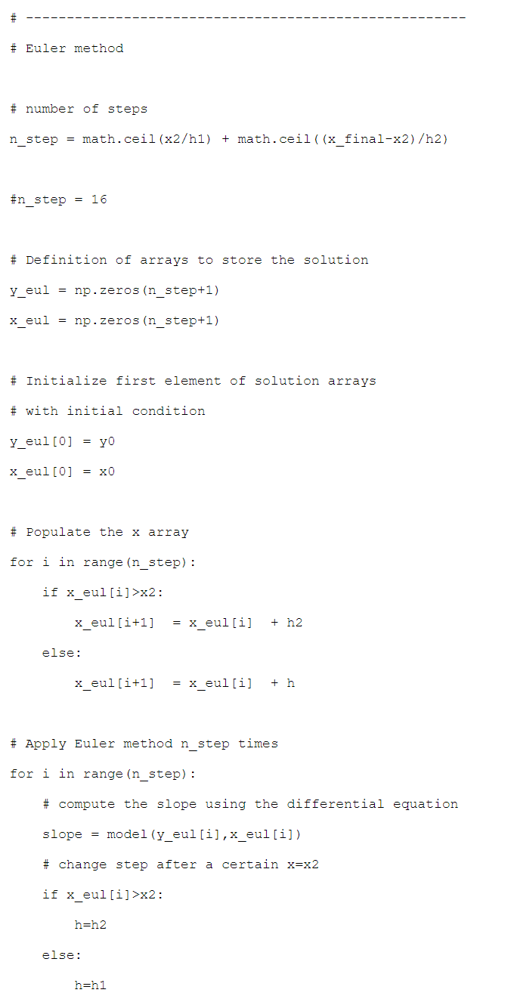 # ------------------------------------------------------
# Euler method
# number of steps
n_step = math.ceil(x2/h1) + math.ceil((x_final-x2)/h2)
#n_step = 16
# Definition of arrays to store the solution
y_eul = np.zeros(n_step+1)
x_eul = np.zeros(n_step+1)
# Initialize first element of solution arrays
# with initial condition
y_eul[0] = y0
x_eul[0] = x0
# Populate the x array
for i in range(n_step):
    if x_eul[i]>x2:
        x_eul[i+1]  = x_eul[i]  + h2
    else:
        x_eul[i+1]  = x_eul[i]  + h
# Apply Euler method n_step times
for i in range(n_step):
    # compute the slope using the differential equation
    slope = model(y_eul[i],x_eul[i])
    # change step after a certain x=x2
    if x_eul[i]>x2:
        h=h2
    else:
        h=h1